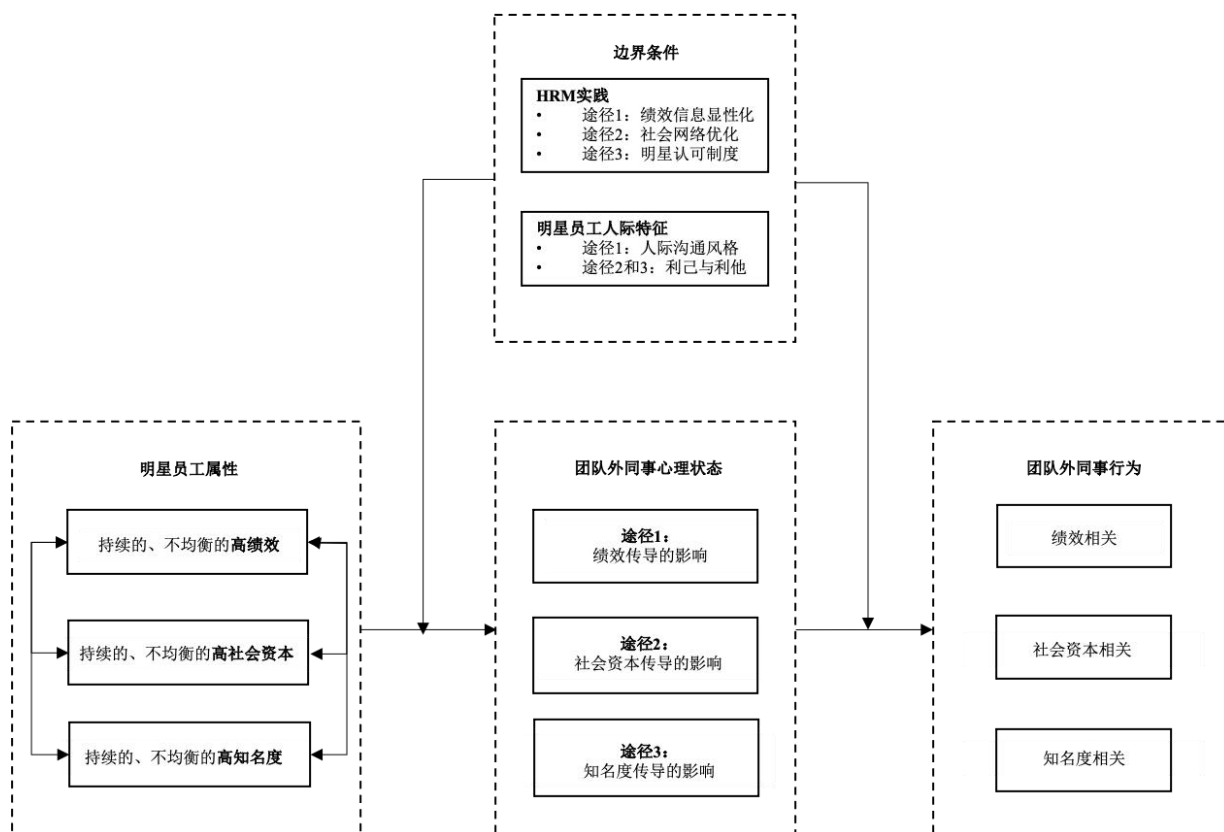 边界条件
HRM实践
• 途径1：绩效信息显性化
• 途径2：社会网络优化
• 途径3：明星认可制度
明星员工人际特征
• 途径1：人际沟通风格
• 途径2和3：利己与利他
明星员工属性
持续的、不均衡的高绩效
持续的、不均衡的高社会资本
持续的、不均衡的高知名度
团队外同事心理状态
途径1：
绩效传导的影响
途径2：
社会资本传导的影响
途径3：
知名度传导的影响
团队外同事行为
绩效相关
社会资本相关
知名度相关